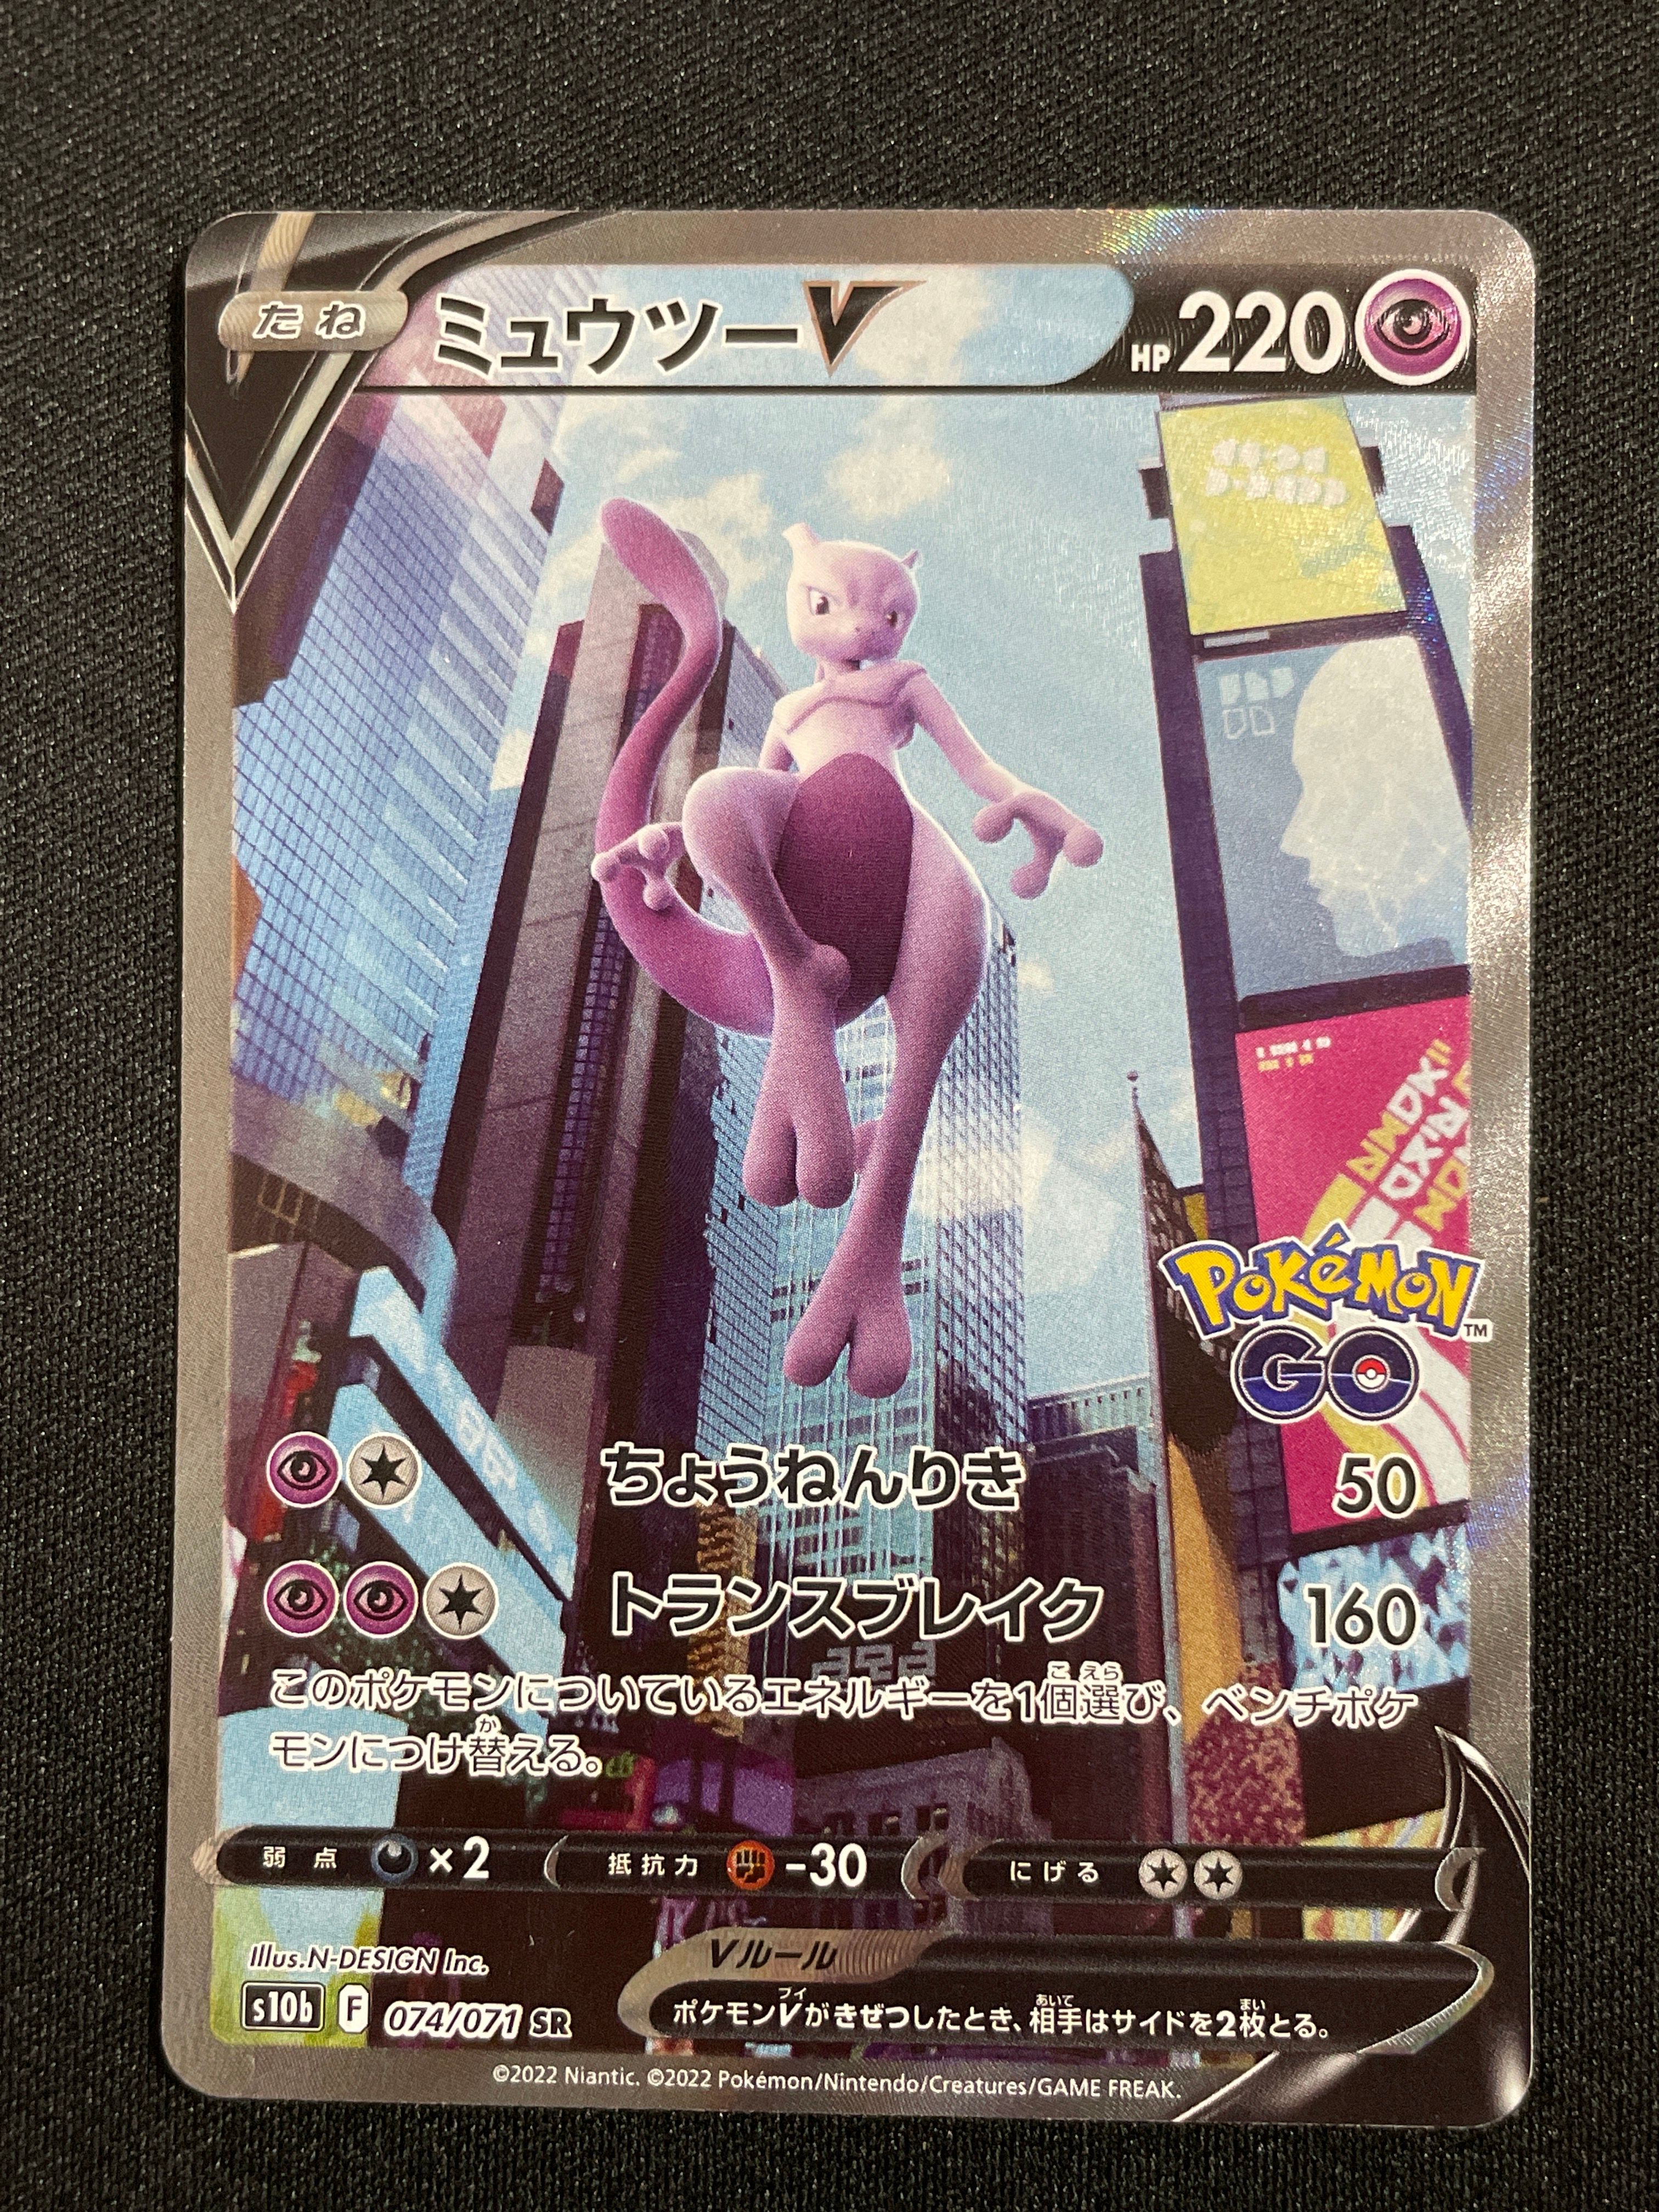 たね ミュウツーV HP 220
Pokémon
GO
™
ちょうねんりき 50
トランスブレイク 160
このポケモンについているエネルギーを1個選び、ベンチポケ
モンにつけ替える。
弱点 ×2 抵抗力 -30 にげる
Illus.N-DESIGN Inc.
Vルール
s10b F 074/071 SR
ポケモンVがきぜつしたとき、相手はサイドを2枚とる。
©2022 Niantic. ©2022 Pokémon/Nintendo/Creatures/GAME FREAK.